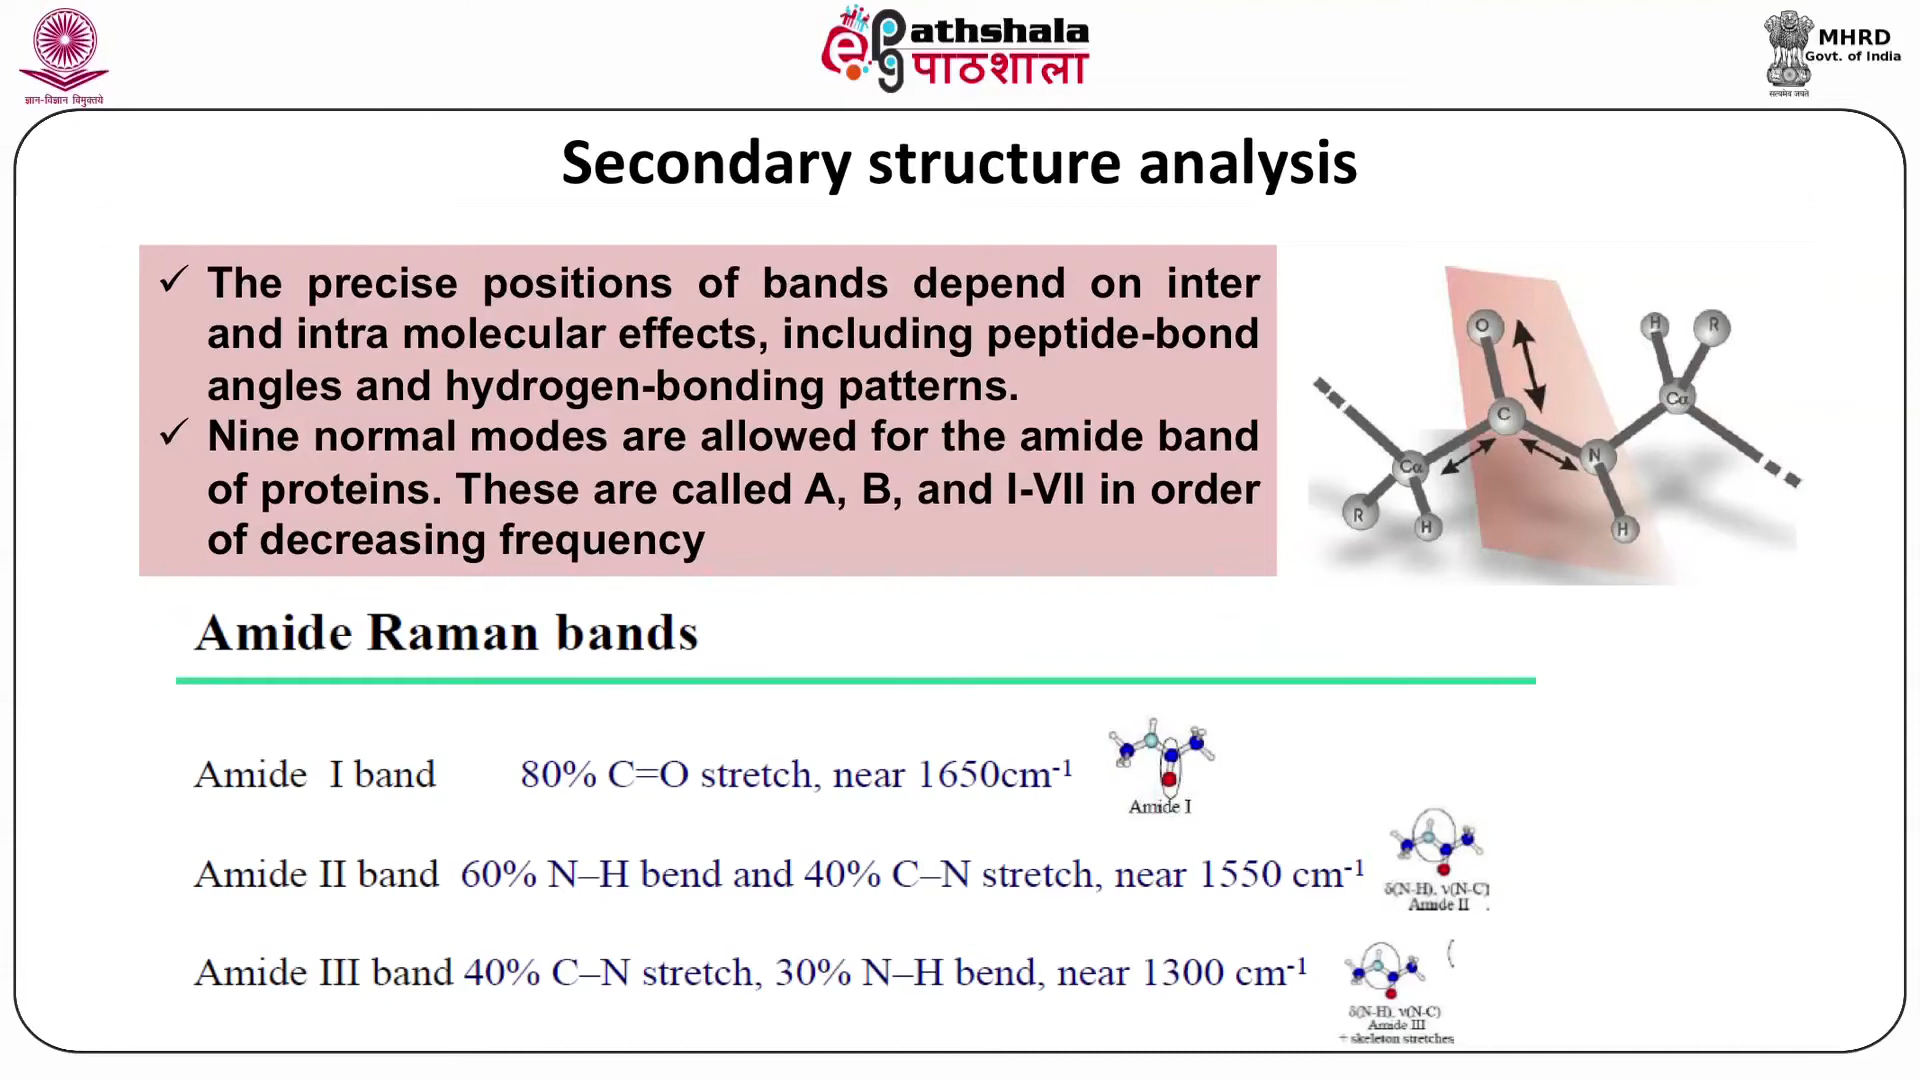 ज्ञान-विज्ञान विमुक्तये
ePG Pathshala
पाठशाला
MHRD
Govt. of India
सत्यमेव जयते
Secondary structure analysis
✓ The precise positions of bands depend on inter
and intra molecular effects, including peptide-bond
angles and hydrogen-bonding patterns.
✓ Nine normal modes are allowed for the amide band
of proteins. These are called A, B, and I-VII in order
of decreasing frequency
O
H
R
C
Cα
N
Cα
R
H
H
Amide Raman bands
Amide I band 80% C=O stretch, near 1650cm-1
Amide I
Amide II band 60% N–H bend and 40% C–N stretch, near 1550 cm-1
δ(N-H), ν(N-C)
Amide II .
Amide III band 40% C–N stretch, 30% N–H bend, near 1300 cm-1
(
δ(N-H), ν(N-C)
Amide III
+ skeleton stretches